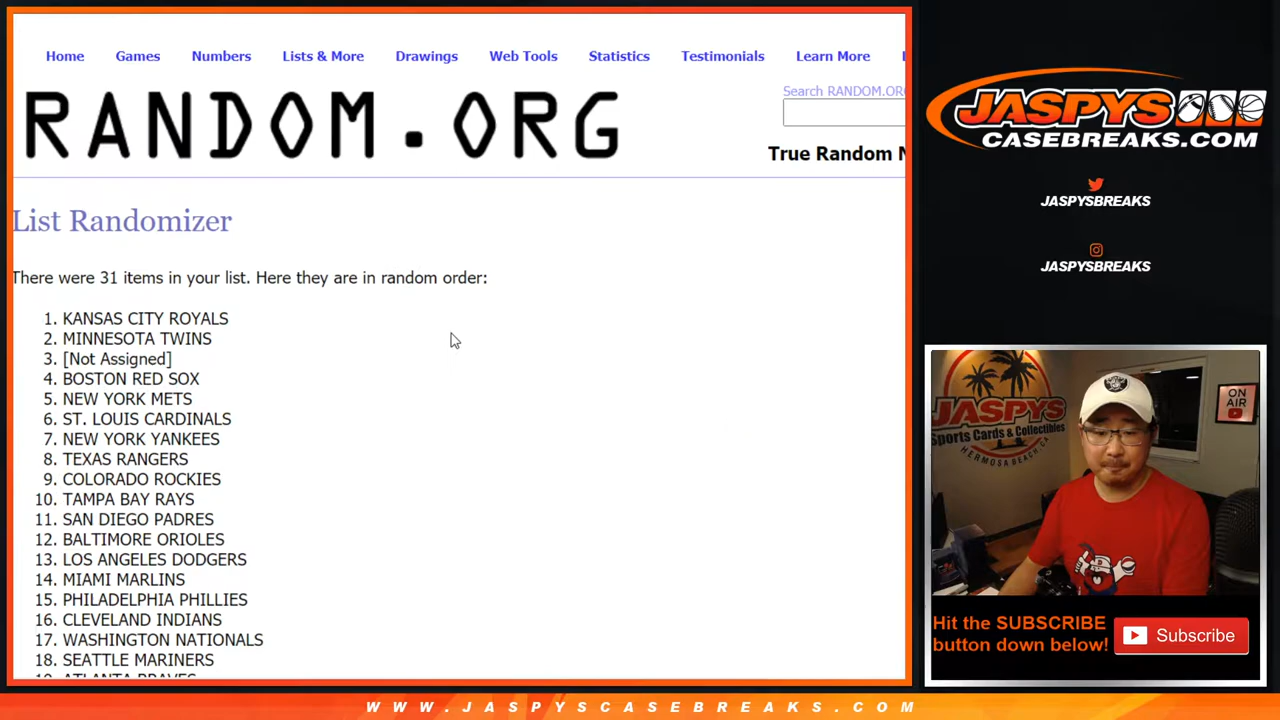 Home Games Numbers Lists & More Drawings Web Tools Statistics Testimonials Learn More
Search RANDOM.ORG
RANDOM.ORG
True Random N
List Randomizer
There were 31 items in your list. Here they are in random order:
1. KANSAS CITY ROYALS
2. MINNESOTA TWINS
3. [Not Assigned]
4. BOSTON RED SOX
5. NEW YORK METS
6. ST. LOUIS CARDINALS
7. NEW YORK YANKEES
8. TEXAS RANGERS
9. COLORADO ROCKIES
10. TAMPA BAY RAYS
11. SAN DIEGO PADRES
12. BALTIMORE ORIOLES
13. LOS ANGELES DODGERS
14. MIAMI MARLINS
15. PHILADELPHIA PHILLIES
16. CLEVELAND INDIANS
17. WASHINGTON NATIONALS
18. SEATTLE MARINERS
19. ATLANTA BRAVES
JASPYS
CASEBREAKS.COM
JASPYSBREAKS
JASPYSBREAKS
JASPYS
Sports Cards & Collectibles
HERMOSA BEACH, CA
ON
AIR
Hit the SUBSCRIBE
button down below!
Subscribe
WWW.JASPYSCASEBREAKS.COM